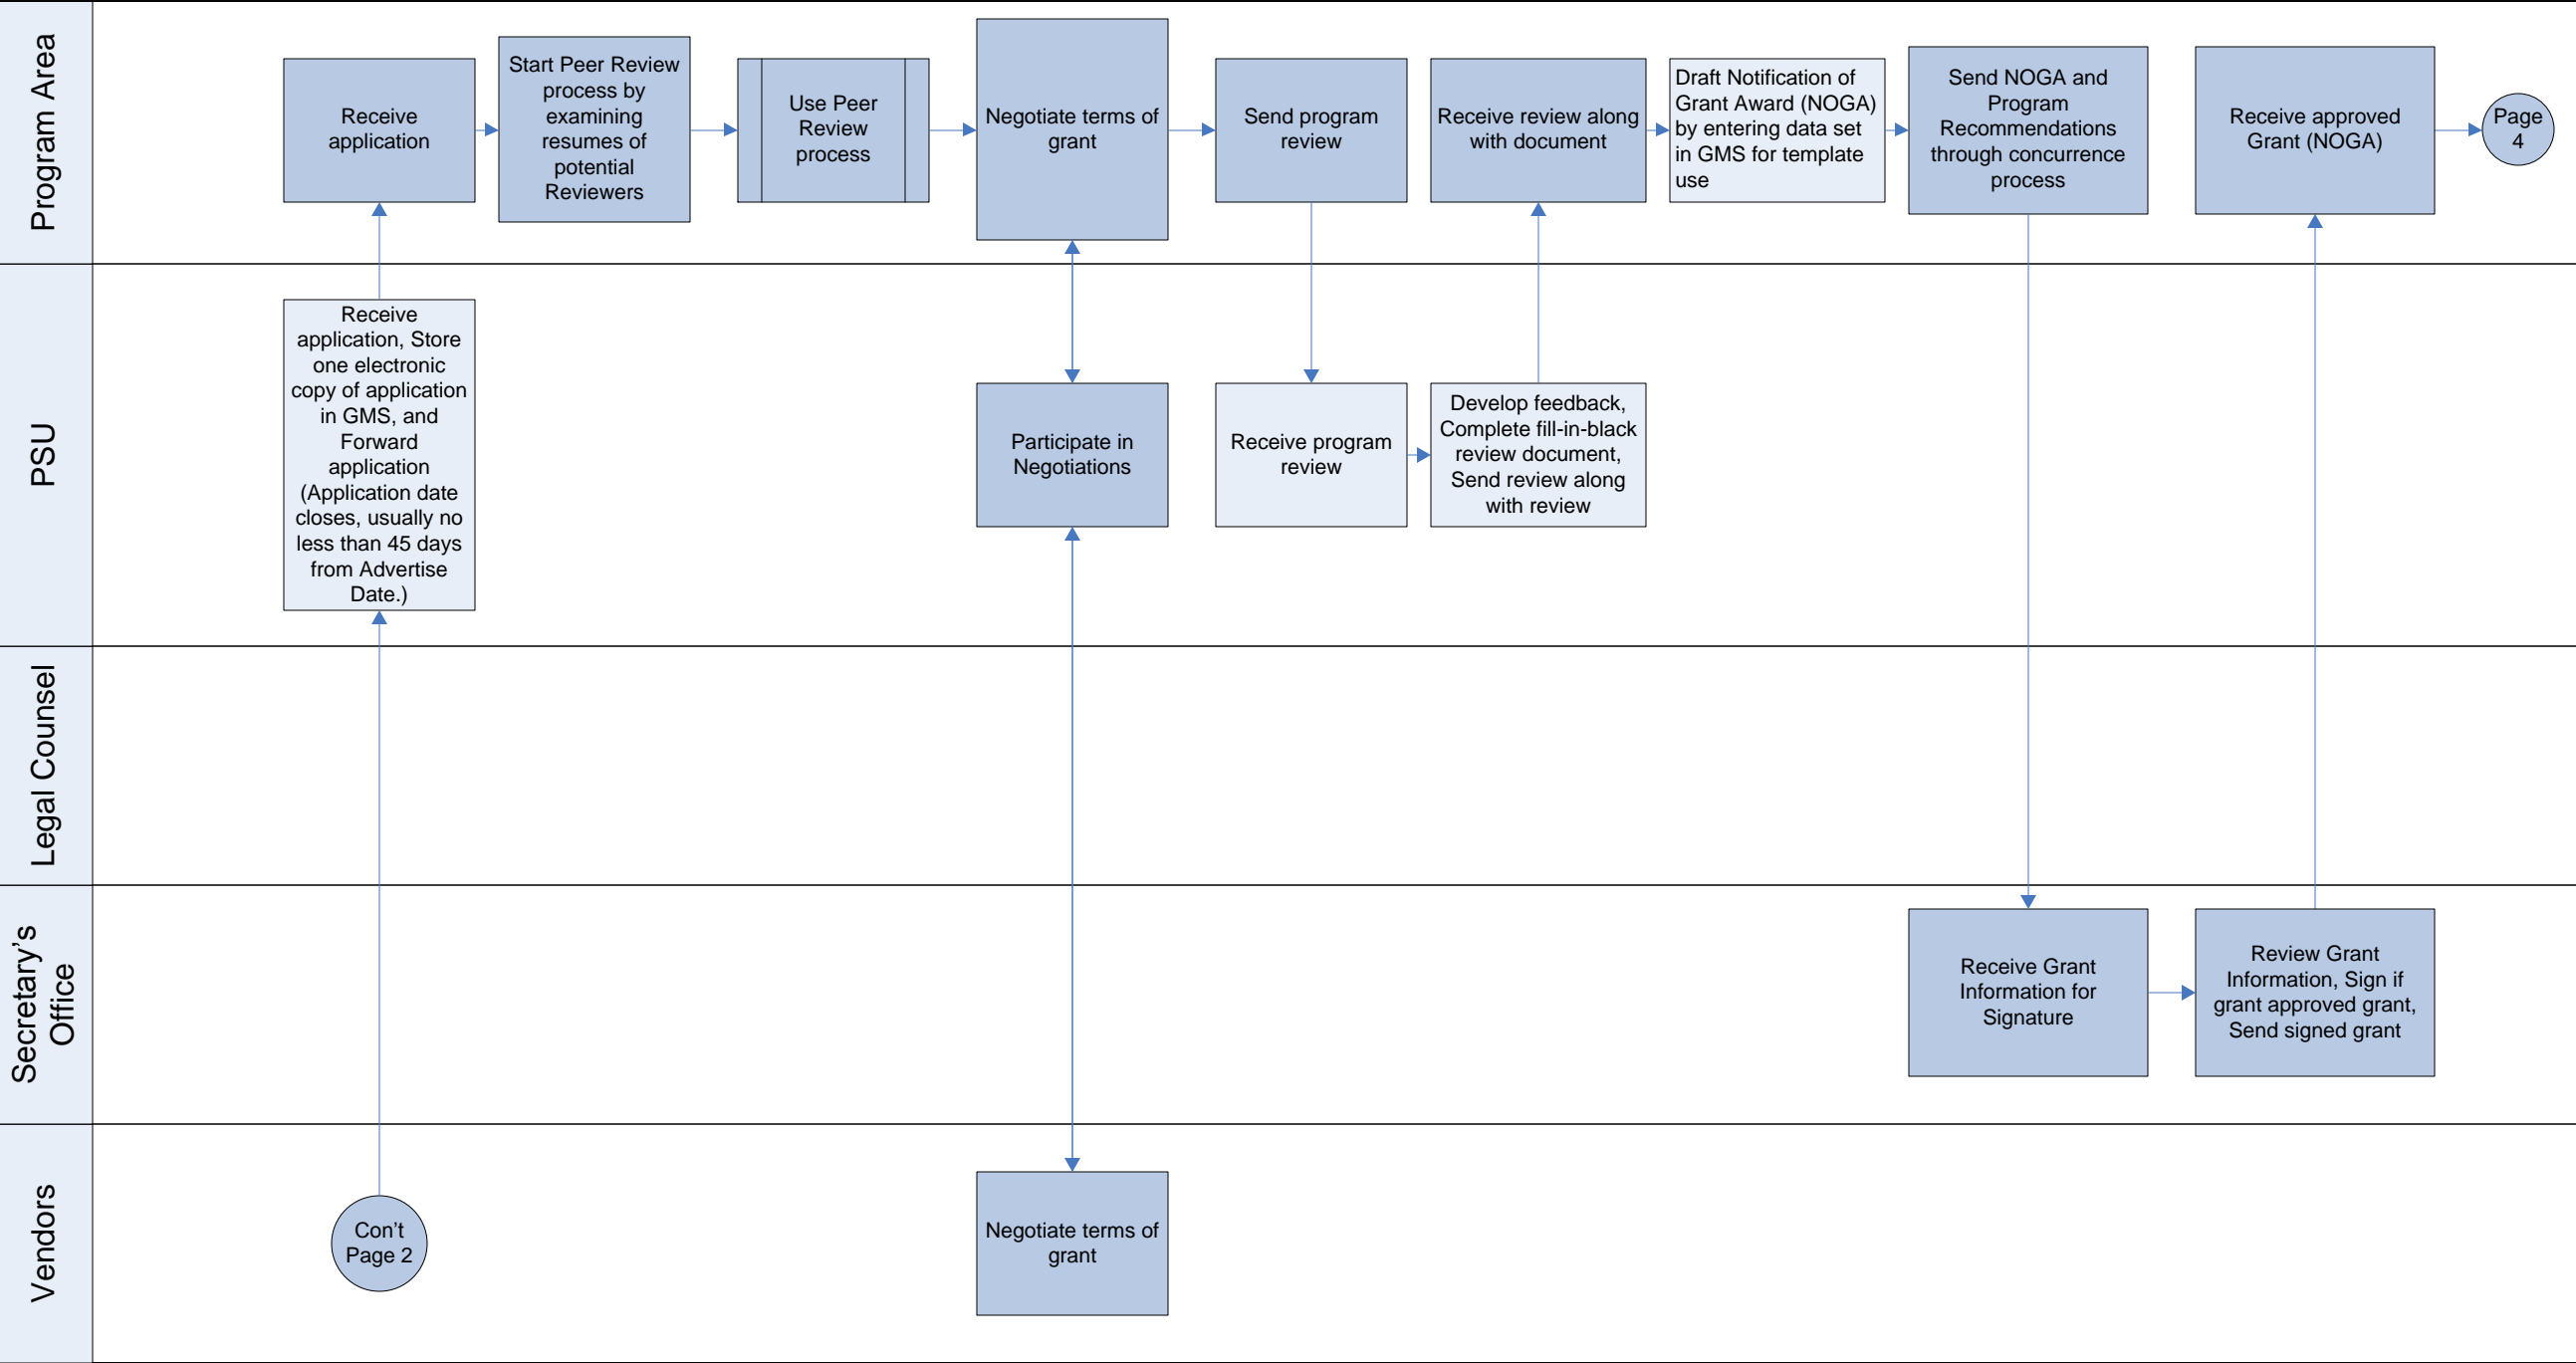 Program Area
Receive
application
Start Peer Review
process by
examining
resumes of
potential
Reviewers
Use Peer
Review
process
Negotiate terms of
grant
Send program
review
Receive review along
with document
Draft Notification of
Grant Award (NOGA)
by entering data set
in GMS for template
use
Send NOGA and
Program
Recommendations
through concurrence
process
Receive approved
Grant (NOGA)
Page
4
PSU
Receive
application, Store
one electronic
copy of application
in GMS, and
Forward
application
(Application date
closes, usually no
less than 45 days
from Advertise
Date.)
Participate in
Negotiations
Receive program
review
Develop feedback,
Complete fill-in-black
review document,
Send review along
with review
Legal Counsel
Secretary’s
Office
Receive Grant
Information for
Signature
Review Grant
Information, Sign if
grant approved grant,
Send signed grant
Vendors
Con’t
Page 2
Negotiate terms of
grant